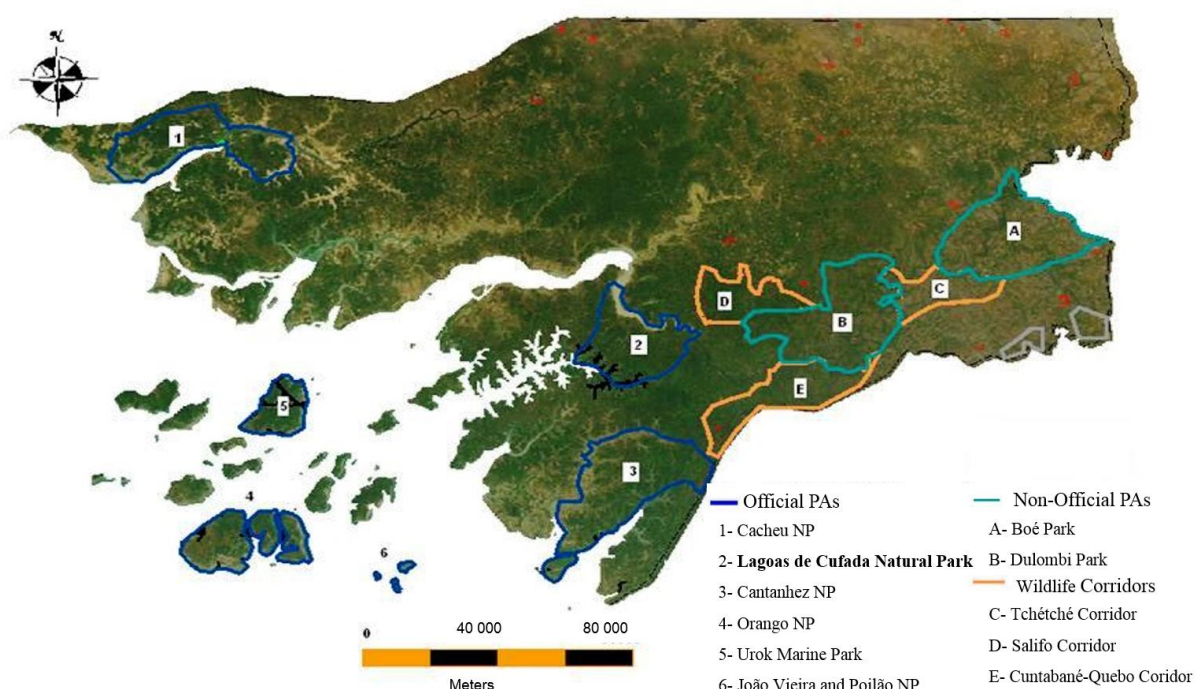 N
1
A
D
C
B
2
E
5
3
4
6
Official PAs
1- Cacheu NP
2- Lagoas de Cufada Natural Park
3- Cantanhez NP
4- Orango NP
5- Urok Marine Park
6- João Vieira and Poilão NP
Non-Official PAs
A- Boé Park
B- Dulombi Park
Wildlife Corridors
C- Tchétché Corridor
D- Salifo Corridor
E- Cuntabané-Quebo Coridor
0 40 000 80 000
Meters